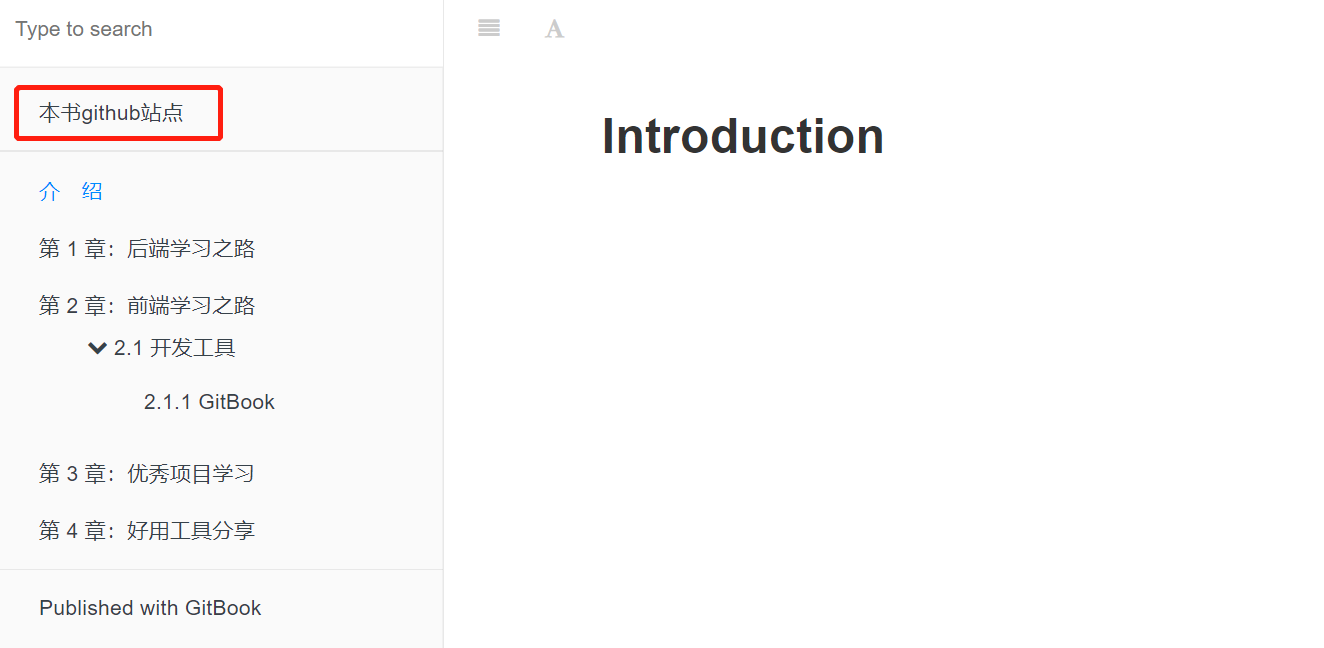 Type to search
A
本书github站点
Introduction
介　绍
第 1 章：后端学习之路
第 2 章：前端学习之路
2.1 开发工具
2.1.1 GitBook
第 3 章：优秀项目学习
第 4 章：好用工具分享
Published with GitBook